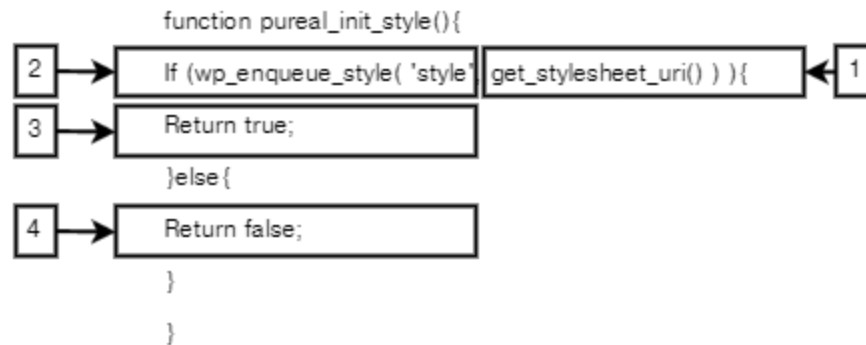 function pureal_init_style(){
2 If (wp_enqueue_style( 'style', get_stylesheet_uri() ) ){ 1
3 Return true;
}else{
4 Return false;
}
}